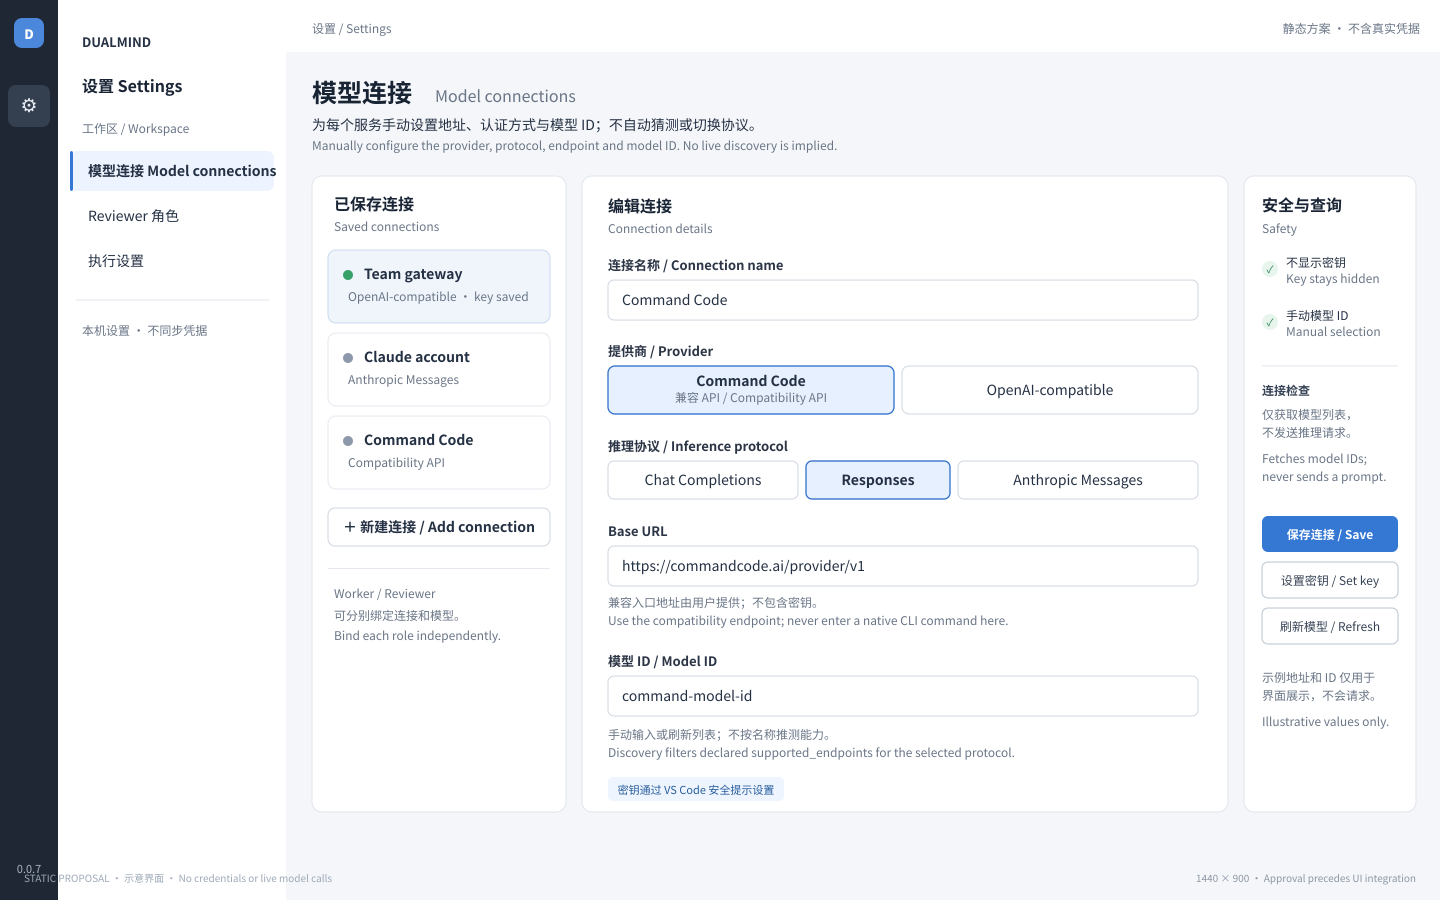 D
⚙
0.0.7
DUALMIND
设置 Settings
工作区 / Workspace
模型连接 Model connections
Reviewer 角色
执行设置
本机设置 · 不同步凭据
设置 / Settings
静态方案 · 不含真实凭据
模型连接 Model connections
为每个服务手动设置地址、认证方式与模型 ID；不自动猜测或切换协议。
Manually configure the provider, protocol, endpoint and model ID. No live discovery is implied.
已保存连接
Saved connections
Team gateway
OpenAI-compatible · key saved
Claude account
Anthropic Messages
Command Code
Compatibility API
+ 新建连接 / Add connection
Worker / Reviewer
可分别绑定连接和模型。
Bind each role independently.
编辑连接
Connection details
连接名称 / Connection name
Command Code
提供商 / Provider
Command Code
兼容 API / Compatibility API
OpenAI-compatible
推理协议 / Inference protocol
Chat Completions
Responses
Anthropic Messages
Base URL
https://commandcode.ai/provider/v1
兼容入口地址由用户提供；不包含密钥。
Use the compatibility endpoint; never enter a native CLI command here.
模型 ID / Model ID
command-model-id
手动输入或刷新列表；不按名称推测能力。
Discovery filters declared supported_endpoints for the selected protocol.
密钥通过 VS Code 安全提示设置
安全与查询
Safety
✓ 不显示密钥
Key stays hidden
✓ 手动模型 ID
Manual selection
连接检查
仅获取模型列表，
不发送推理请求。
Fetches model IDs;
never sends a prompt.
保存连接 / Save
设置密钥 / Set key
刷新模型 / Refresh
示例地址和 ID 仅用于
界面展示，不会请求。
Illustrative values only.
STATIC PROPOSAL · 示意界面 · No credentials or live model calls
1440 × 900 · Approval precedes UI integration